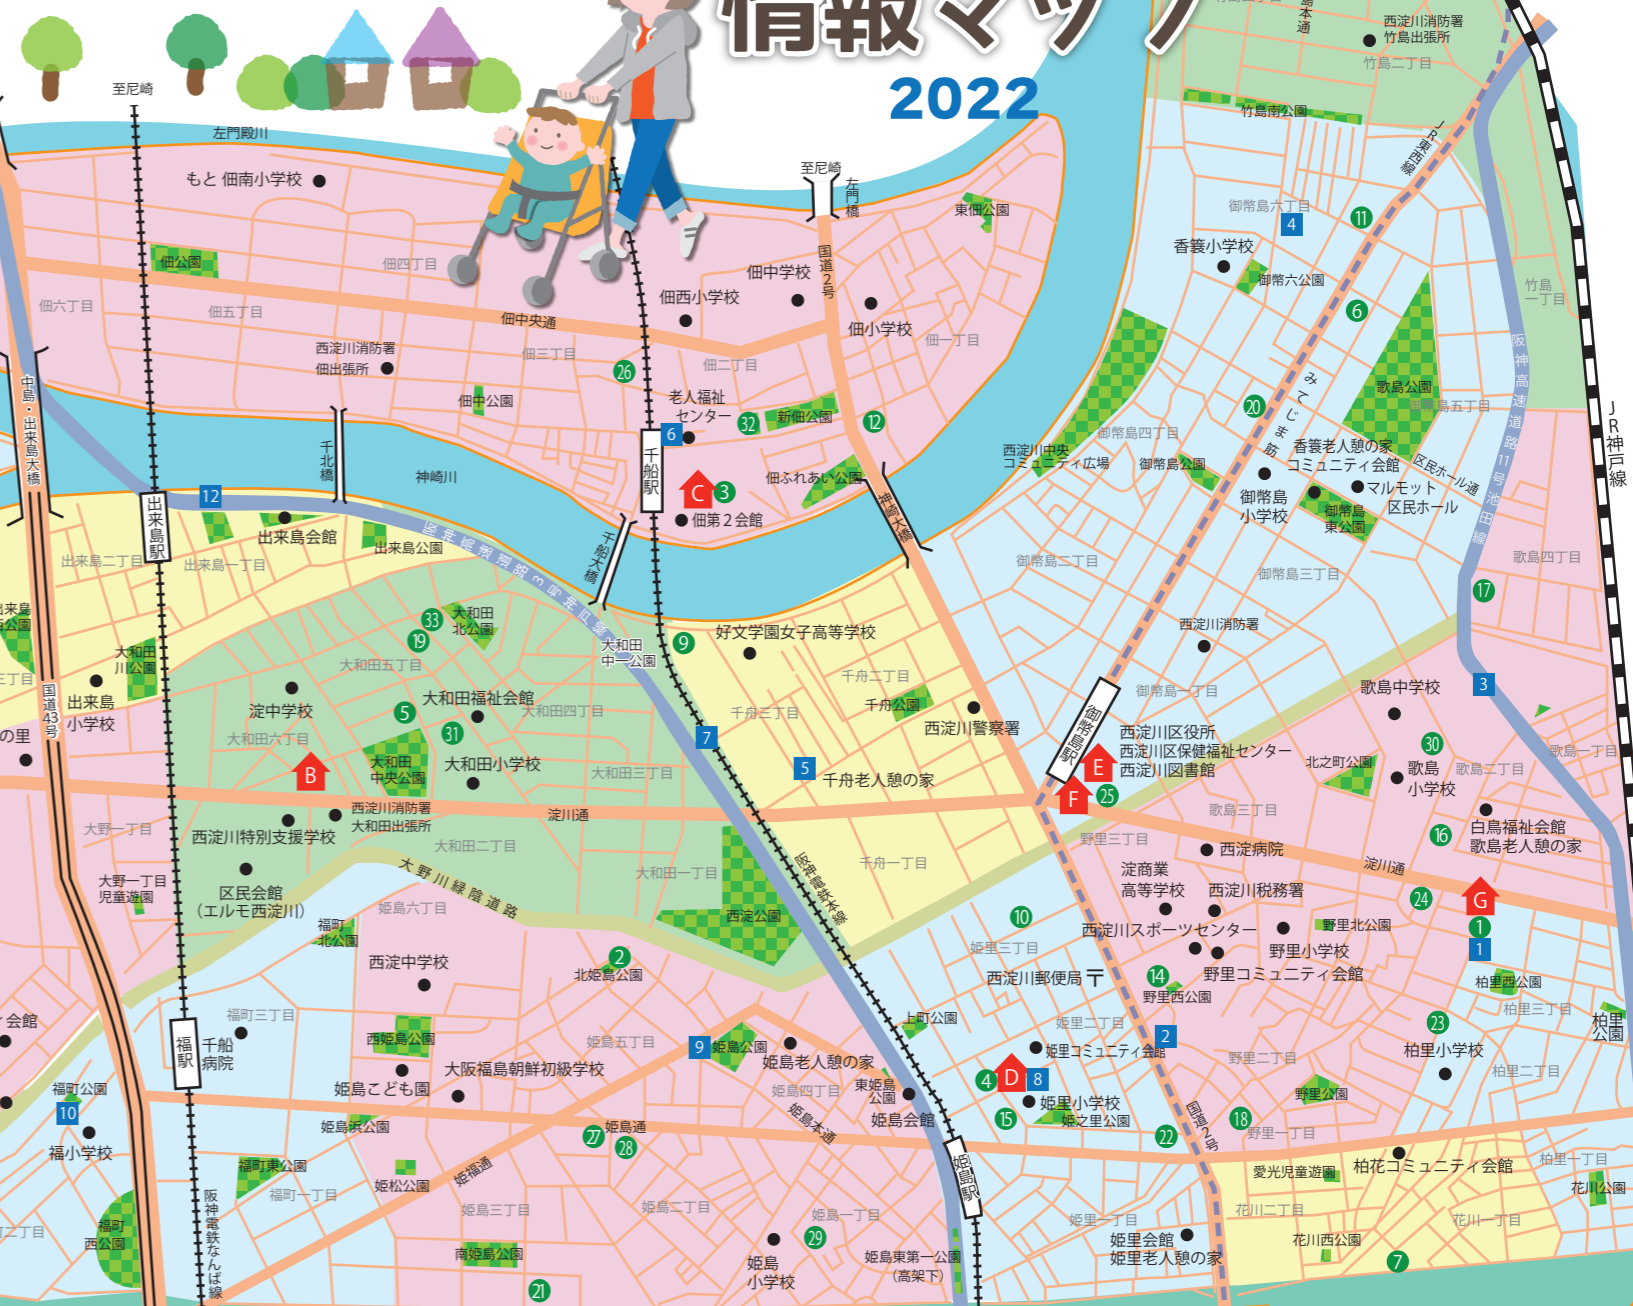 情報マップ
2022
至尼崎
左門殿川
もと 佃南小学校
佃公園
佃四丁目
佃六丁目
佃五丁目
佃中央通
西淀川消防署
佃出張所
佃三丁目
佃中公園
26
至尼崎
左門橋
国道2号
東佃公園
佃中学校
佃西小学校
佃小学校
佃一丁目
佃二丁目
老人福祉
センター
6
32
新佃公園
12
千船駅
C
3
佃第2会館
佃ふれあい公園
神崎大橋
中島・出来島大橋
千北橋
神崎川
千船大橋
西淀川消防署
竹島出張所
竹島二丁目
竹島南公園
JR東西線
御幣島六丁目
4
11
香簑小学校
御幣六公園
6
竹島
一丁目
阪神高速道路11号池田線
JR神戸線
みてじま筋
歌島公園
御幣島五丁目
20
御幣島四丁目
西淀川中央
コミュニティ広場
御幣島公園
香簑老人憩の家
コミュニティ会館
区民ホール通
マルモット
区民ホール
御幣島
小学校
御幣島
東公園
御幣島二丁目
御幣島三丁目
歌島四丁目
17
西淀川消防署
12
出来島駅
出来島会館
出来島公園
出来島二丁目
出来島一丁目
大和田
川公園
出来島
小学校
国道43号
の里
33
19
大和田
北公園
大和田五丁目
大和田
中一公園
9
好文学園女子高等学校
千舟二丁目
千舟公園
千舟三丁目
西淀川警察署
淀中学校
5
大和田福祉会館
31
大和田四丁目
大和田六丁目
B
大和田
中央公園
大和田小学校
大和田三丁目
7
5
千舟老人憩の家
御幣島一丁目
御幣島駅
西淀川区役所
西淀川区保健福祉センター
西淀川図書館
E
F
25
歌島中学校
3
30
歌島
小学校
北之町公園
歌島二丁目
歌島一丁目
西淀川消防署
大和田出張所
淀川通
大野一丁目
西淀川特別支援学校
大和田二丁目
大野川緑陰道路
大和田一丁目
千舟一丁目
阪神電鉄本線
大野一丁目
児童遊園
区民会館
(エルモ西淀川)
西淀公園
歌島三丁目
野里三丁目
西淀病院
16
白鳥福祉会館
歌島老人憩の家
淀川通
淀商業
高等学校
西淀川税務署
24
G
1
1
西淀川スポーツセンター
野里北公園
野里小学校
野里コミュニティ会館
14
野里西公園
柏里西公園
柏里三丁目
柏里
公園
福町
北公園
姫島六丁目
西淀中学校
2
北姫島公園
10
姫里三丁目
西淀川郵便局
福町三丁目
福駅
千船
病院
西姫島公園
姫島五丁目
9
姫島公園
姫島老人憩の家
上町公園
姫里二丁目
姫里コミュニティ会館
2
23
柏里小学校
柏里二丁目
野里二丁目
姫島こども園
大阪福島朝鮮初級学校
姫島四丁目
東姫島
公園
姫島会館
4
D
8
姫里小学校
15
姫之里公園
野里公園
福町公園
10
福小学校
姫島浜公園
姫島通
27
28
姫島本通
22
国道2号
18
野里一丁目
福町東公園
福町一丁目
姫松公園
姫福通
姫島駅
愛光児童遊園
柏花コミュニティ会館
柏里一丁目
花川公園
阪神電鉄なんば線
福町
西公園
姫島三丁目
姫島二丁目
姫島一丁目
姫里一丁目
姫里会館
姫里老人憩の家
花川二丁目
花川一丁目
花川西公園
南姫島公園
29
姫島
小学校
姫島東第一公園
(高架下)
7
21